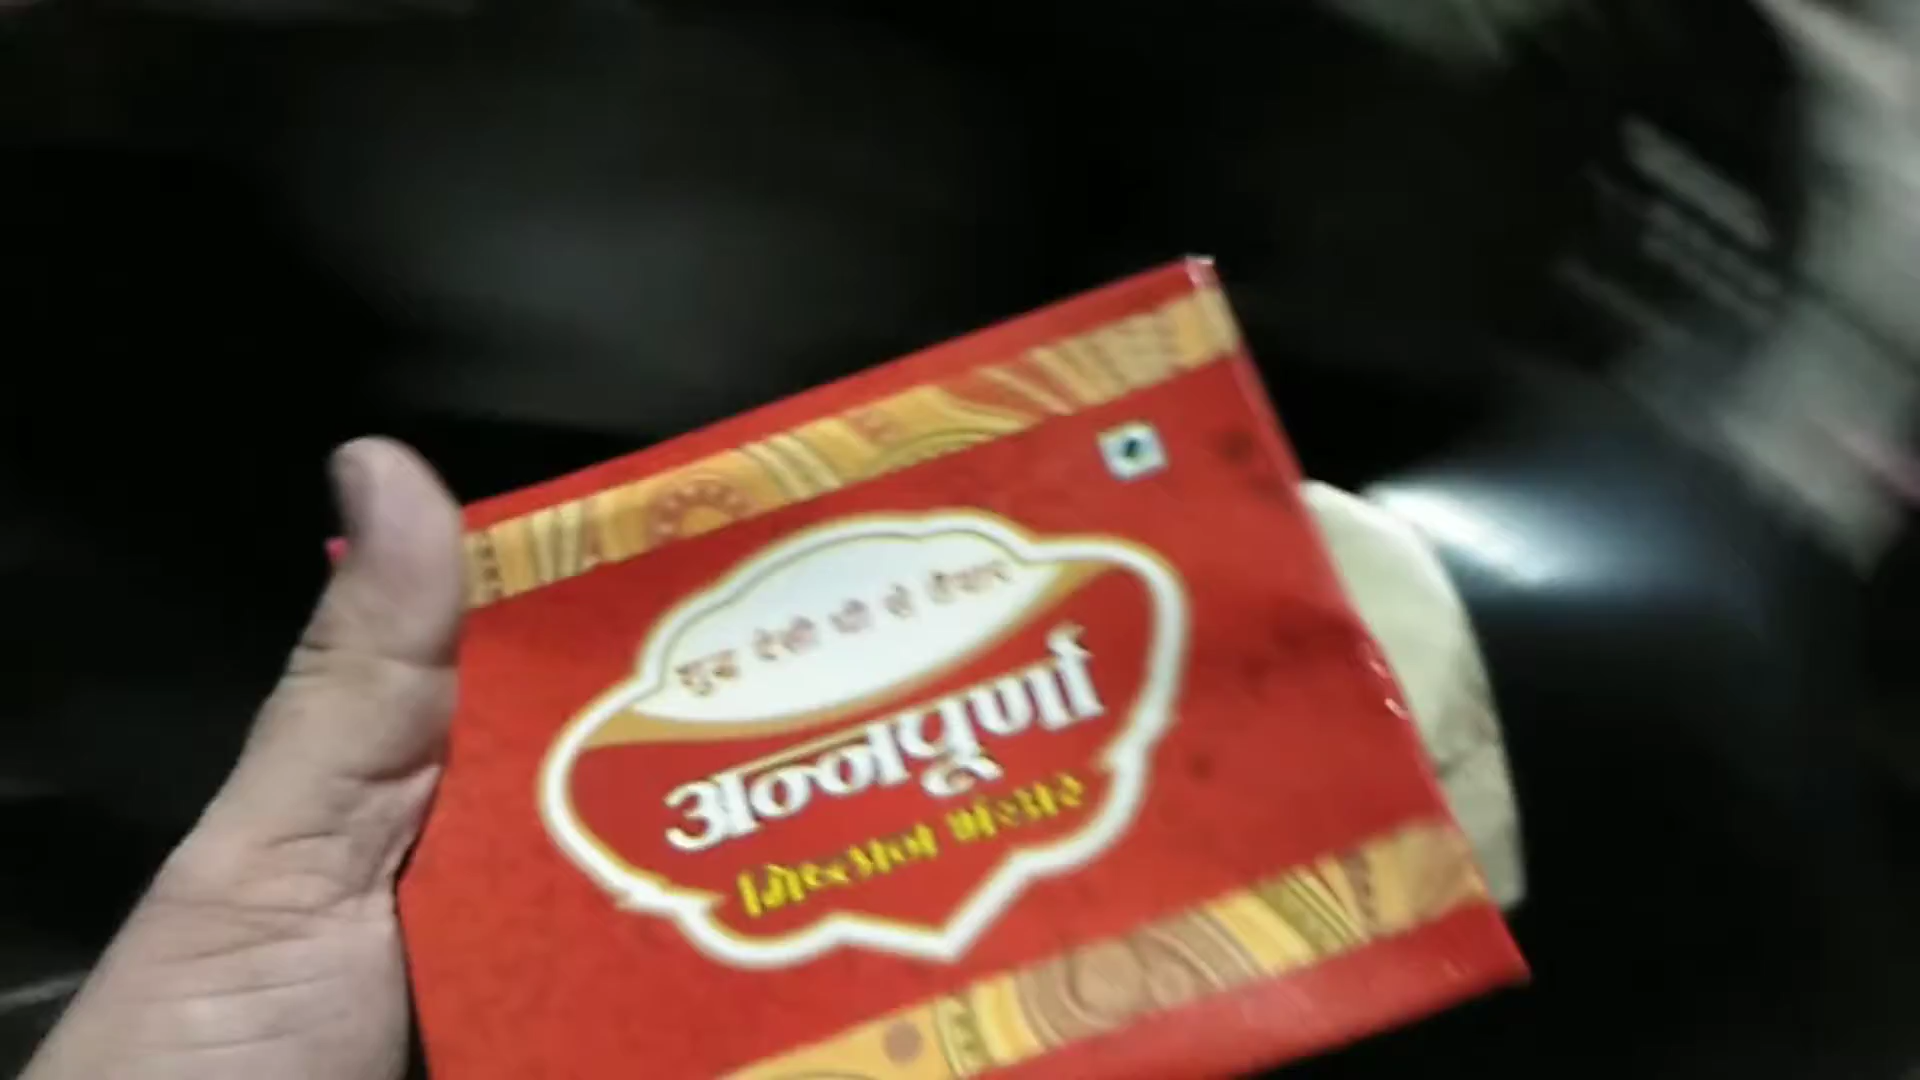 शुद्ध देसी घी से तैयार
अन्नपूर्णा
मिष्ठान भंडार